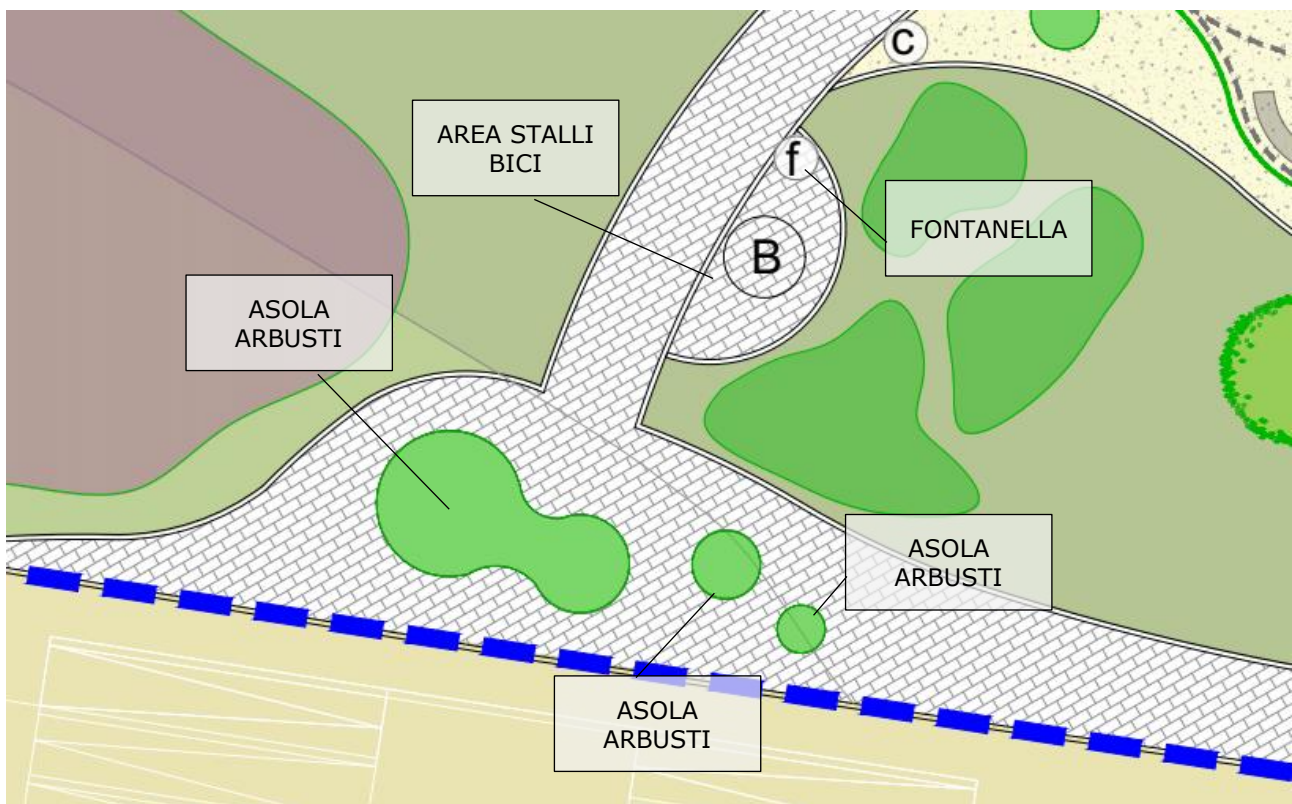 c
AREA STALLI
BICI
f
FONTANELLA
B
ASOLA
ARBUSTI
ASOLA
ARBUSTI
ASOLA
ARBUSTI